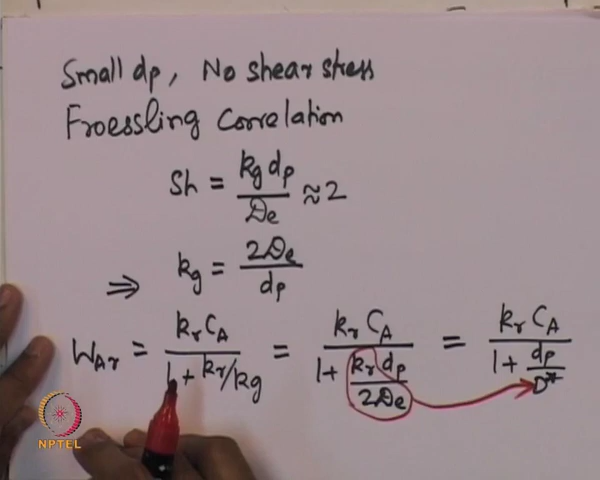 Small dp, No shear stress
Froessling Correlation
Sh = kg dp / De ≈ 2
⇒ kg = 2De / dp
WAr = kr CA / 1 + kr/kg = kr CA / 1 + kr dp / 2De = kr CA / 1 + dp / D*
NPTEL